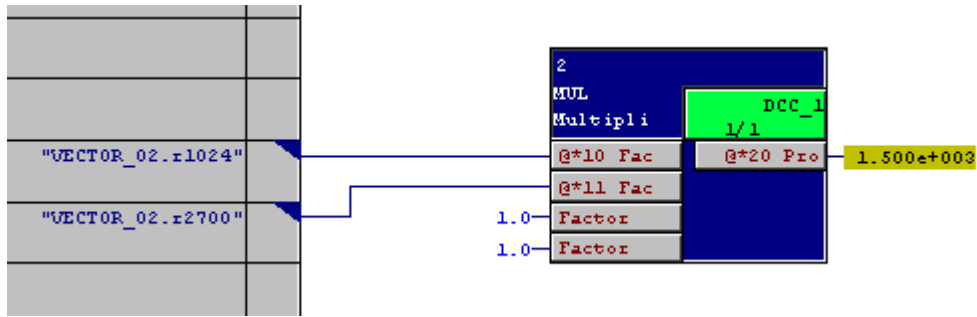 2
MUL
Multipli
DCC_1
1/1
"VECTOR_02.r1024"
@*10 Fac
@*20 Pro
1.500e+003
@*11 Fac
"VECTOR_02.r2700"
1.0
Factor
1.0
Factor